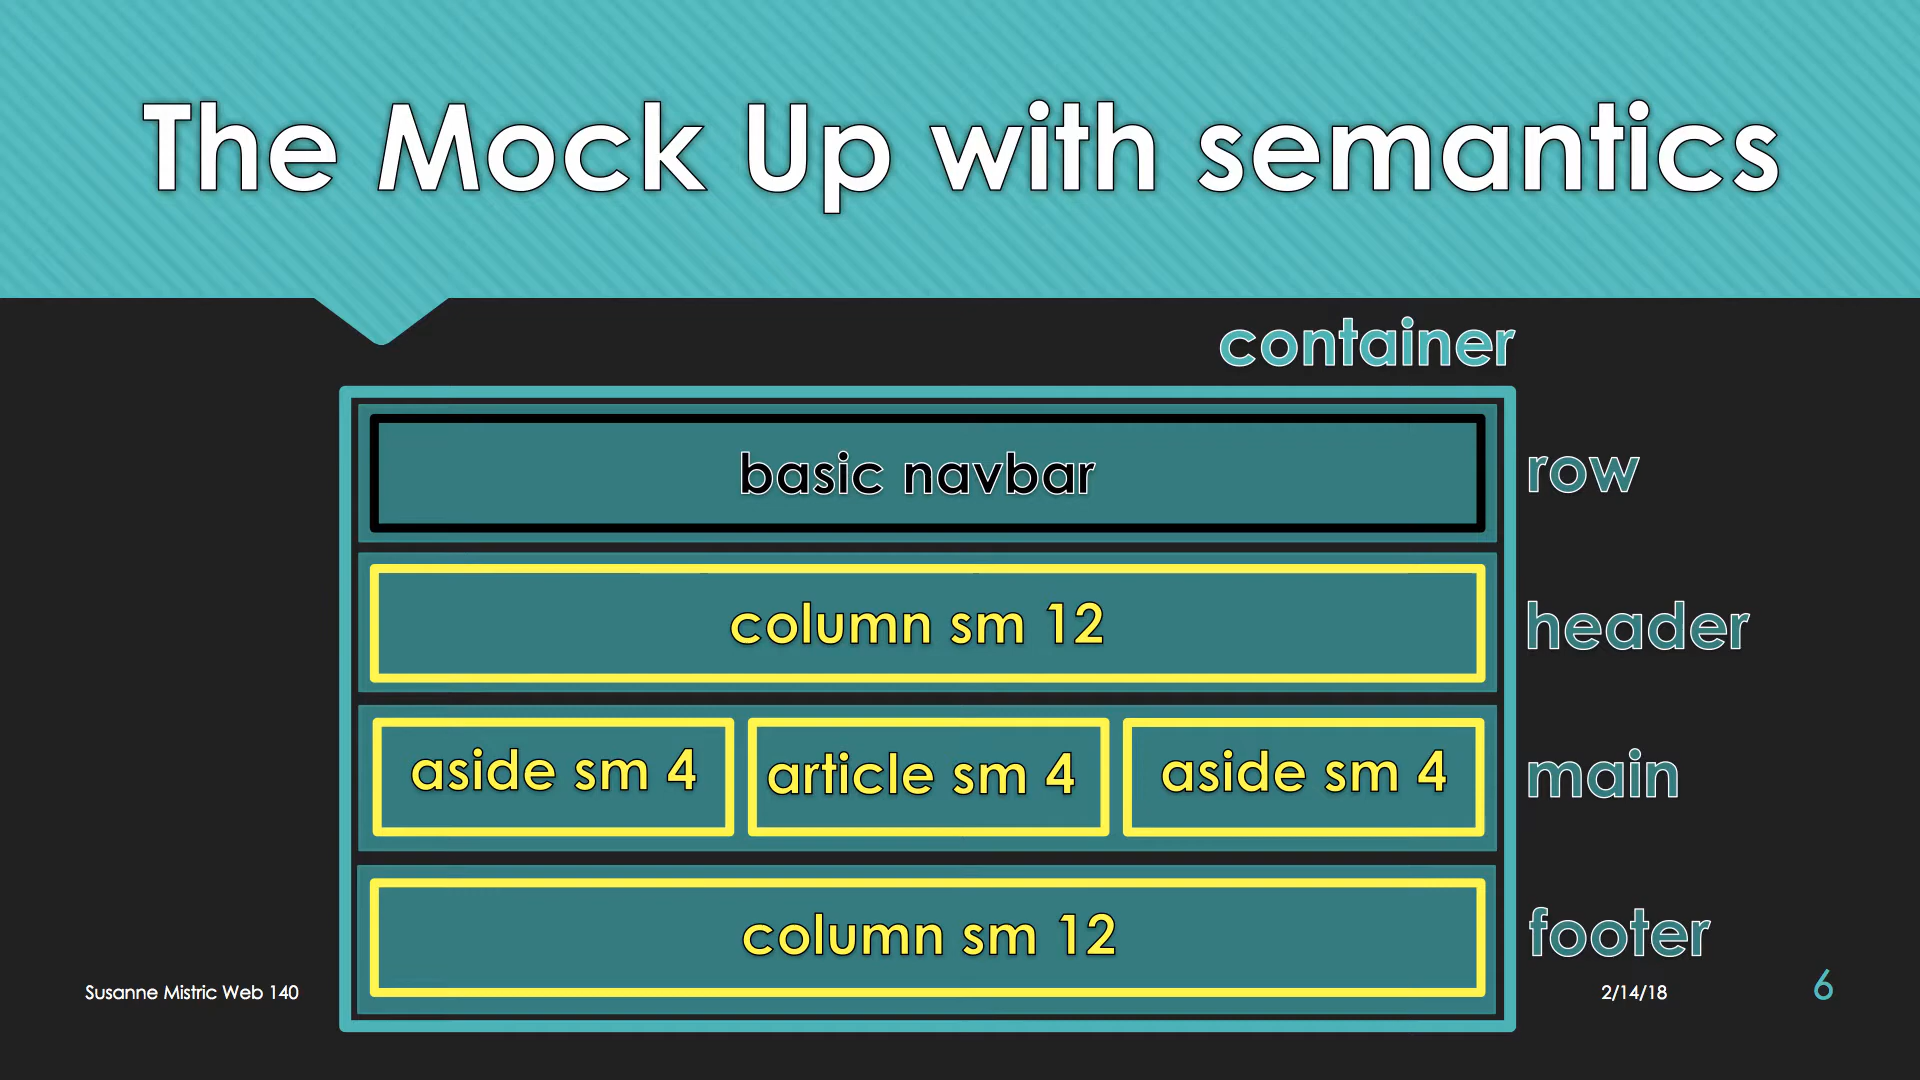 The Mock Up with semantics
container
basic navbar
row
column sm 12
header
aside sm 4
article sm 4
aside sm 4
main
column sm 12
footer
Susanne Mistric Web 140
2/14/18
6